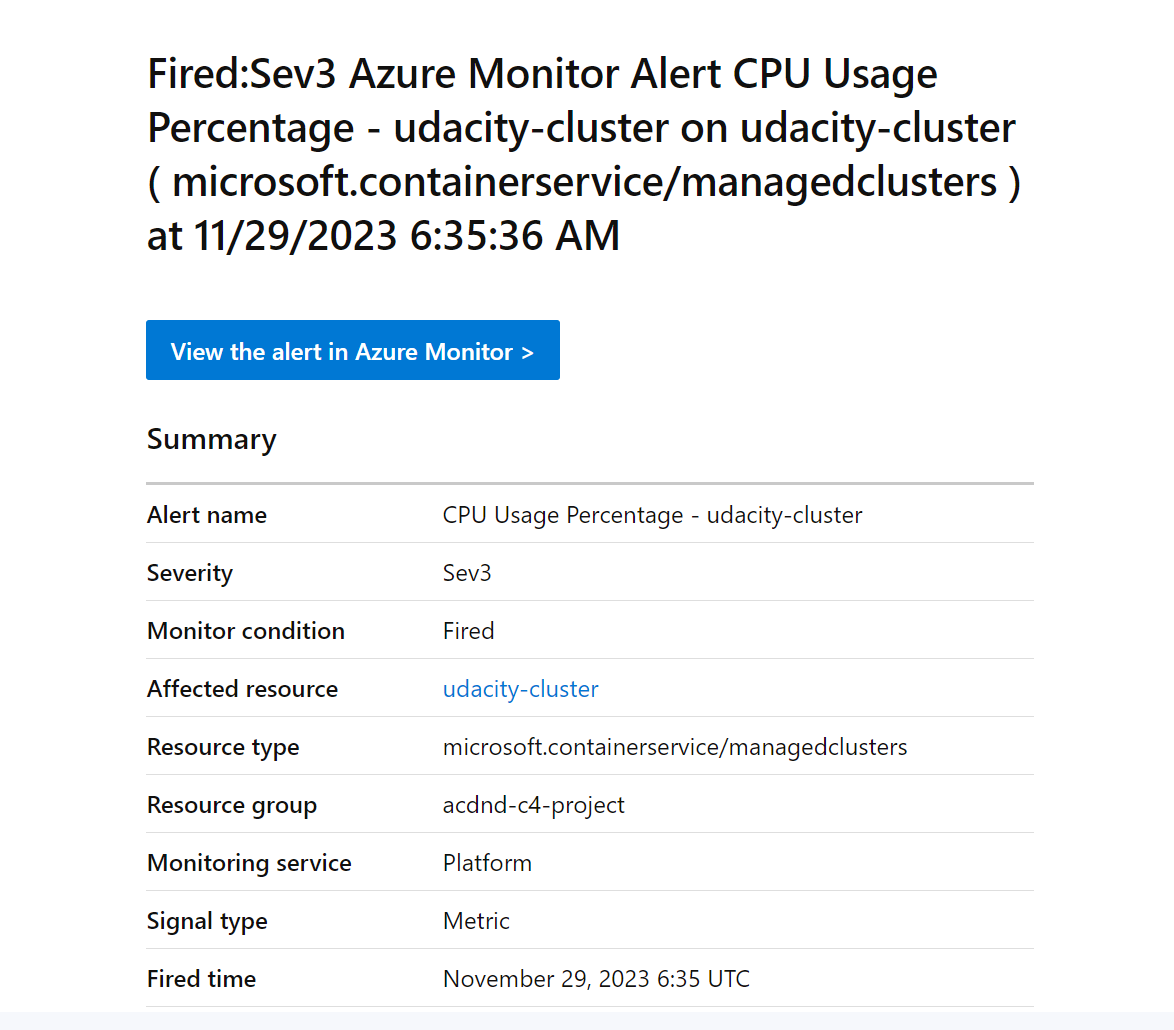 Fired:Sev3 Azure Monitor Alert CPU Usage
Percentage - udacity-cluster on udacity-cluster
( microsoft.containerservice/managedclusters )
at 11/29/2023 6:35:36 AM
View the alert in Azure Monitor >
Summary
Alert name CPU Usage Percentage - udacity-cluster
Severity Sev3
Monitor condition Fired
Affected resource udacity-cluster
Resource type microsoft.containerservice/managedclusters
Resource group acdnd-c4-project
Monitoring service Platform
Signal type Metric
Fired time November 29, 2023 6:35 UTC